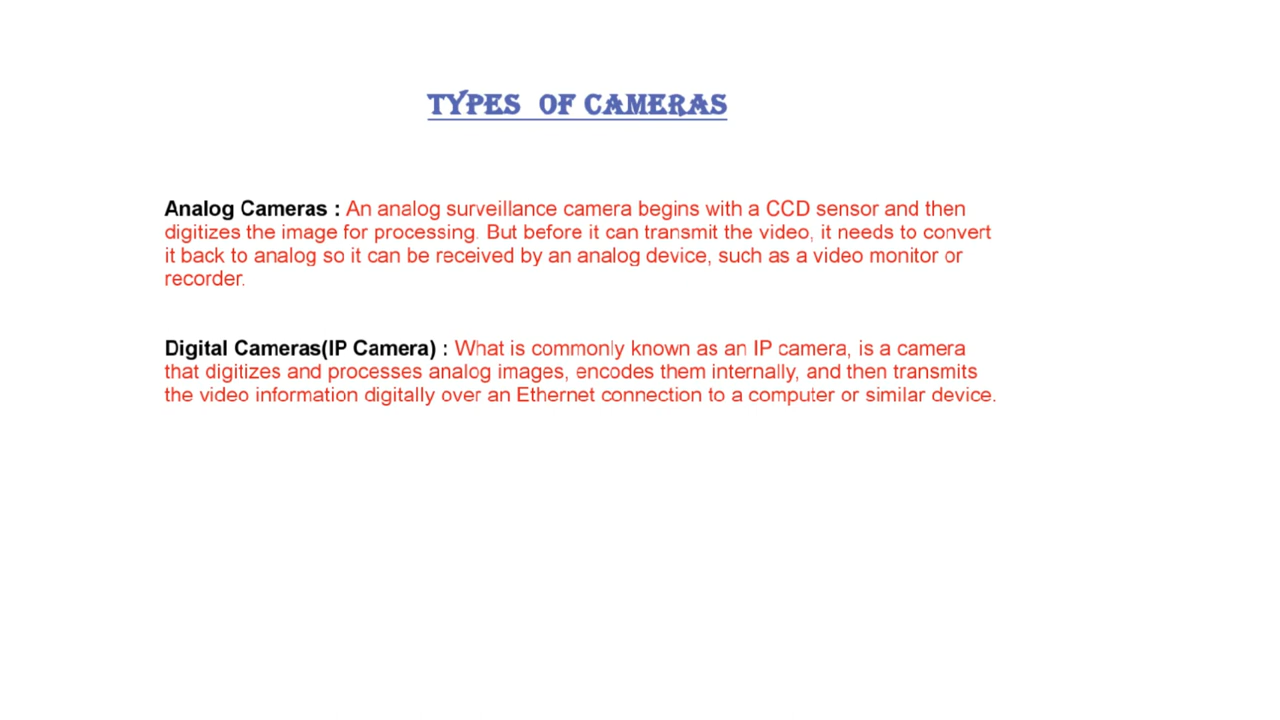 TYPES OF CAMERAS
Analog Cameras : An analog surveillance camera begins with a CCD sensor and then
digitizes the image for processing. But before it can transmit the video, it needs to convert
it back to analog so it can be received by an analog device, such as a video monitor or
recorder.
Digital Cameras(IP Camera) : What is commonly known as an IP camera, is a camera
that digitizes and processes analog images, encodes them internally, and then transmits
the video information digitally over an Ethernet connection to a computer or similar device.